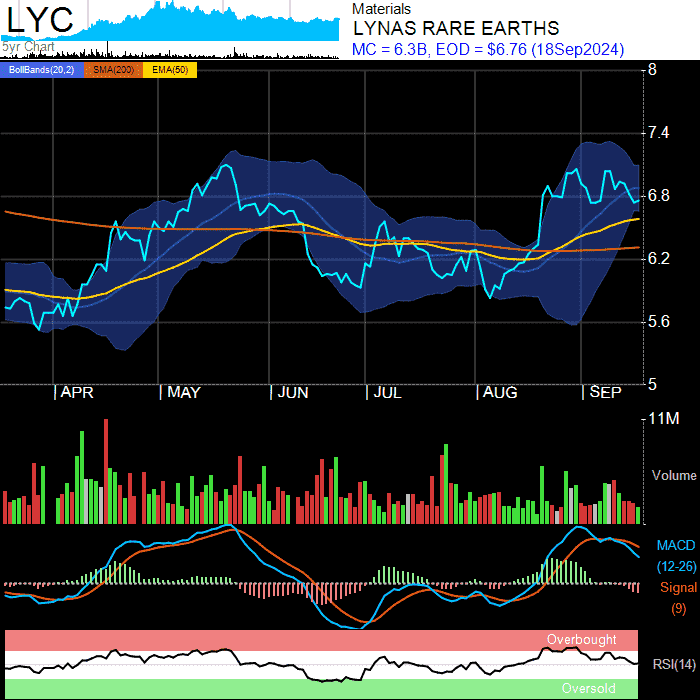 LYC
5yr Chart
Materials
LYNAS RARE EARTHS
MC = 6.3B, EOD = $6.76 (18Sep2024)
BollBands(20,2) SMA(200) EMA(50)
8
7.4
6.8
6.2
5.6
5
APR MAY JUN JUL AUG SEP
11M
Volume
MACD
(12-26)
Signal
(9)
Overbought
RSI(14)
Oversold